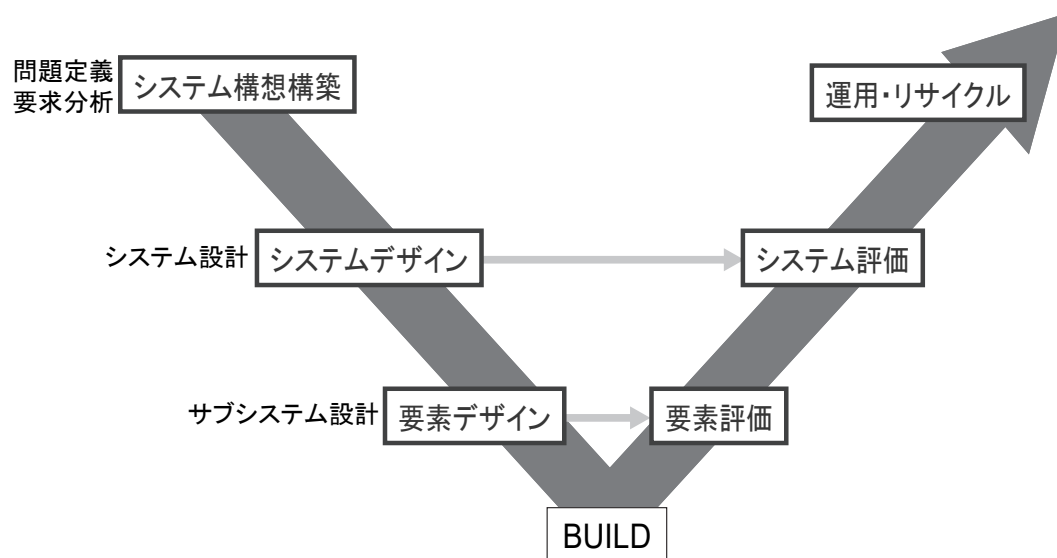 問題定義
要求分析
システム構想構築
運用・リサイクル
システム設計
システムデザイン
システム評価
サブシステム設計
要素デザイン
要素評価
BUILD